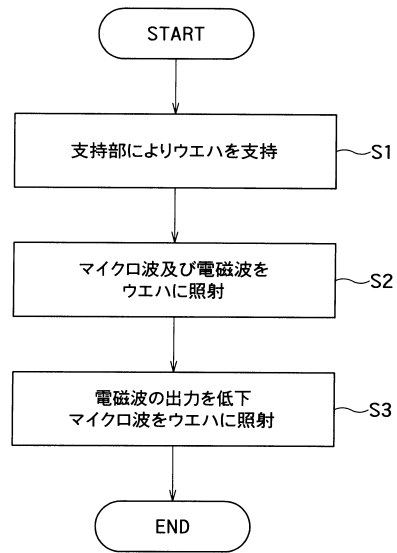 START
支持部によりウエハを支持
S1
マイクロ波及び電磁波を
ウエハに照射
S2
電磁波の出力を低下
マイクロ波をウエハに照射
S3
END